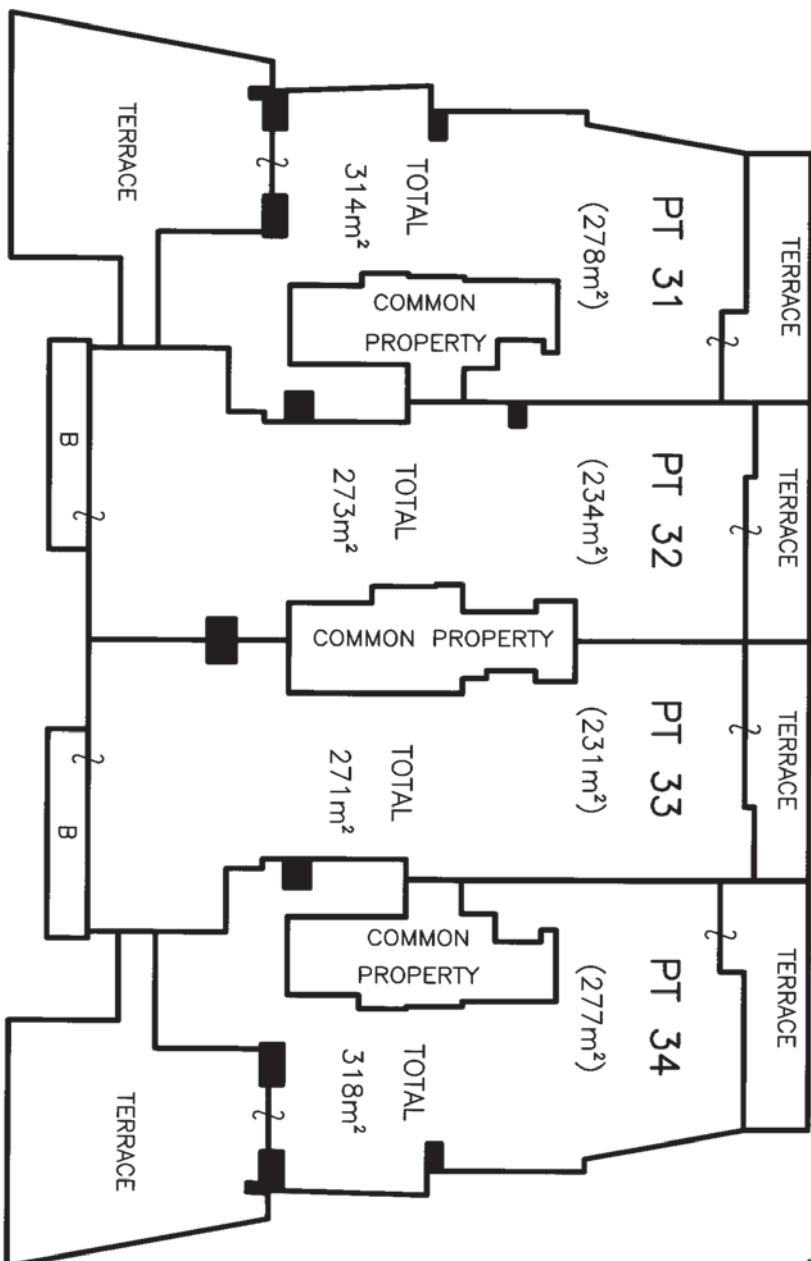 TERRACE
TOTAL
314m²
PT 31
(278m²)
TERRACE
COMMON
PROPERTY
B
TOTAL
273m²
PT 32
(234m²)
TERRACE
COMMON PROPERTY
B
TOTAL
271m²
PT 33
(231m²)
TERRACE
COMMON
PROPERTY
TERRACE
TOTAL
318m²
PT 34
(277m²)
TERRACE